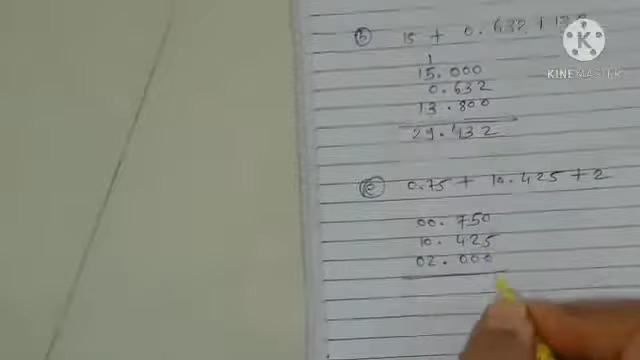 (b) 15 + 0.632 + 13.8
KINEMASTER
1
15.000
0.632
13.800
29.432
(c) 0.75 + 10.425 + 2
00.750
10.425
02.000